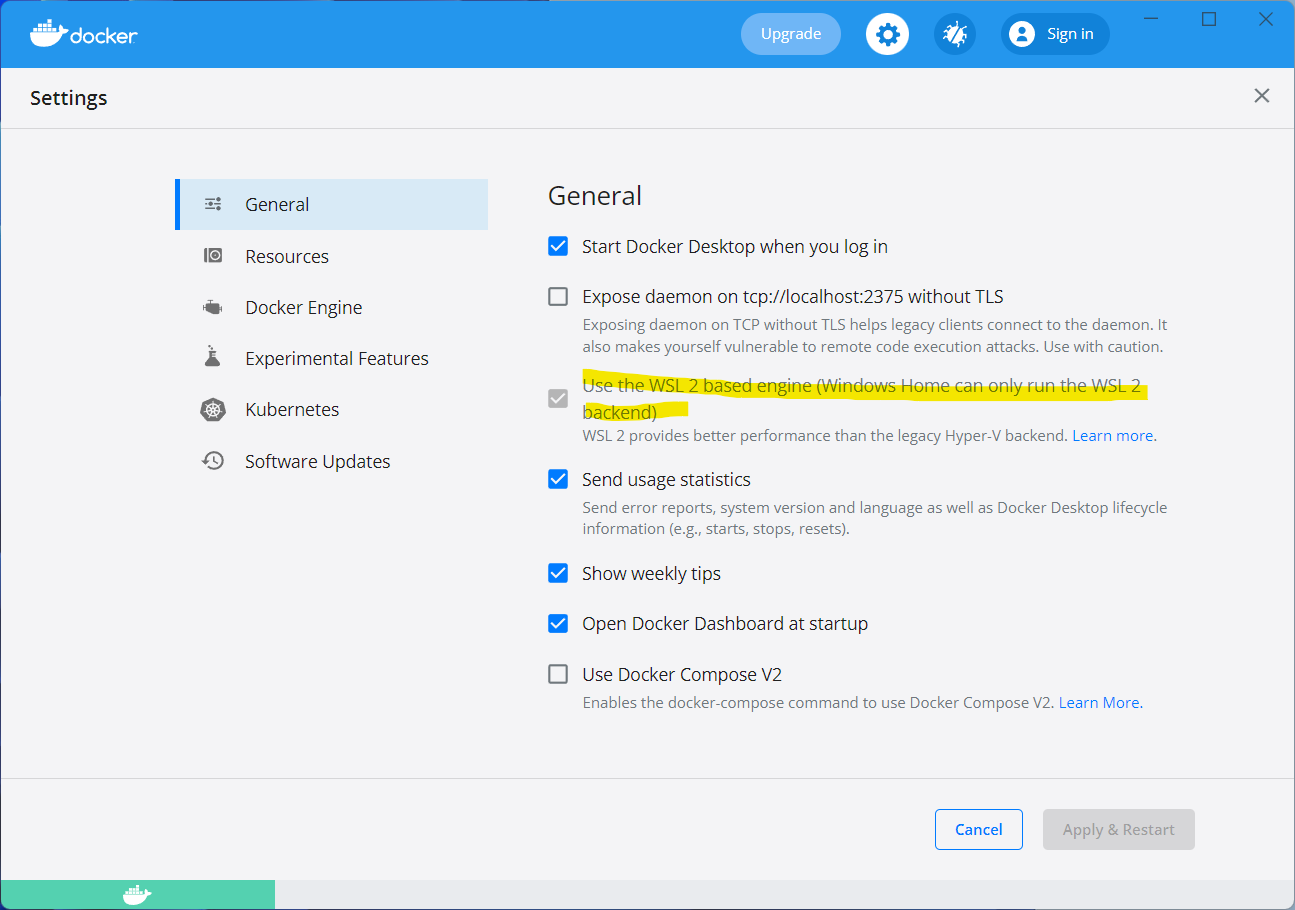 docker
Upgrade
Sign in
Settings
General
Resources
Docker Engine
Experimental Features
Kubernetes
Software Updates
General
Start Docker Desktop when you log in
Expose daemon on tcp://localhost:2375 without TLS
Exposing daemon on TCP without TLS helps legacy clients connect to the daemon. It
also makes yourself vulnerable to remote code execution attacks. Use with caution.
Use the WSL 2 based engine (Windows Home can only run the WSL 2
backend)
WSL 2 provides better performance than the legacy Hyper-V backend. Learn more.
Send usage statistics
Send error reports, system version and language as well as Docker Desktop lifecycle
information (e.g., starts, stops, resets).
Show weekly tips
Open Docker Dashboard at startup
Use Docker Compose V2
Enables the docker-compose command to use Docker Compose V2. Learn More.
Cancel
Apply & Restart